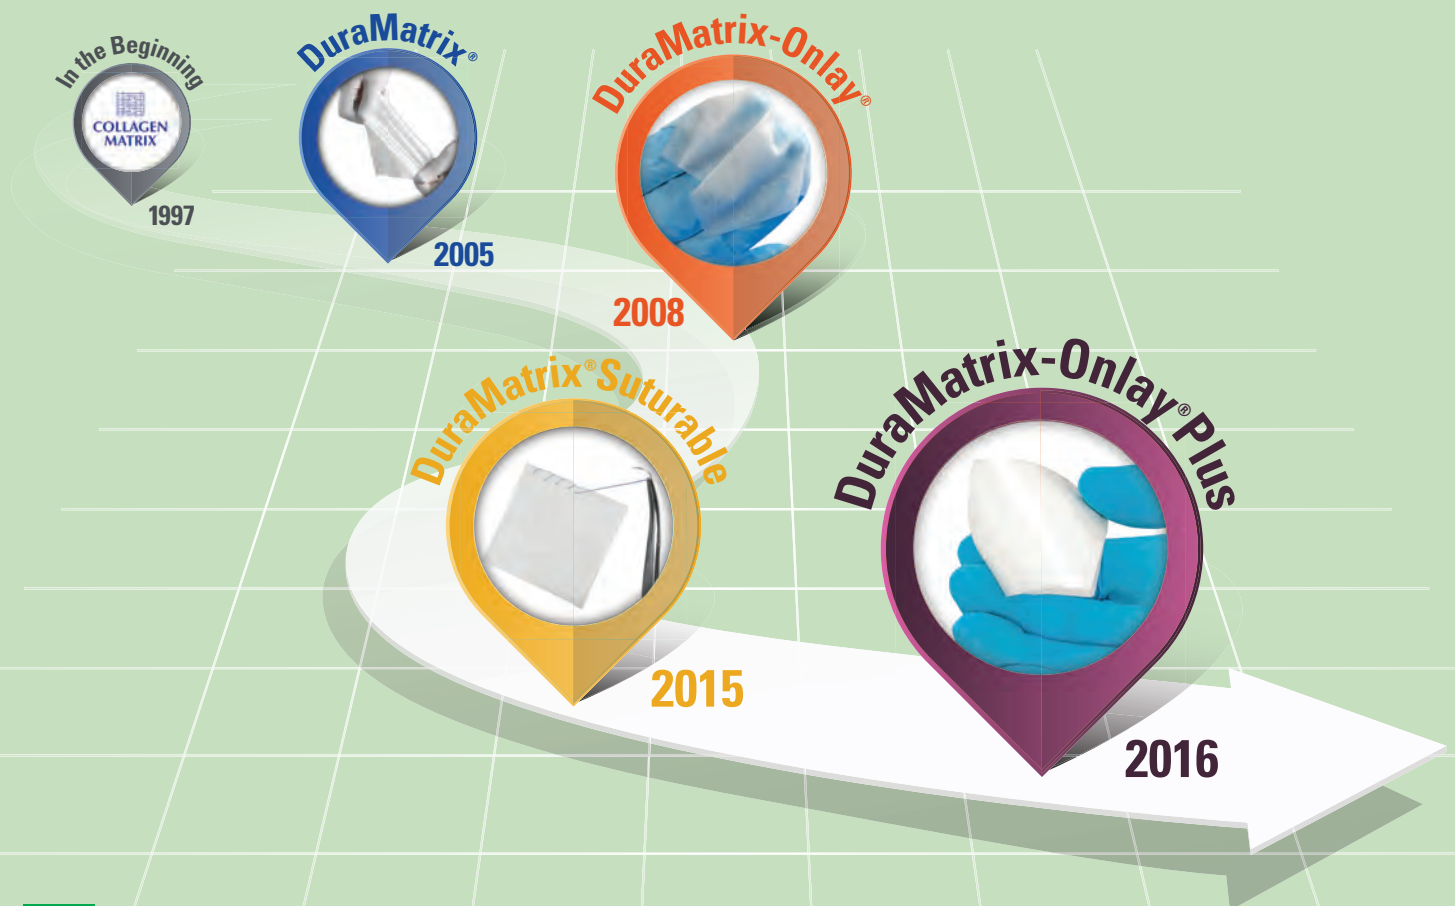 In the Beginning
COLLAGEN
MATRIX
1997
DuraMatrix®
2005
DuraMatrix-Onlay®
2008
DuraMatrix® Suturable
2015
DuraMatrix-Onlay® Plus
2016